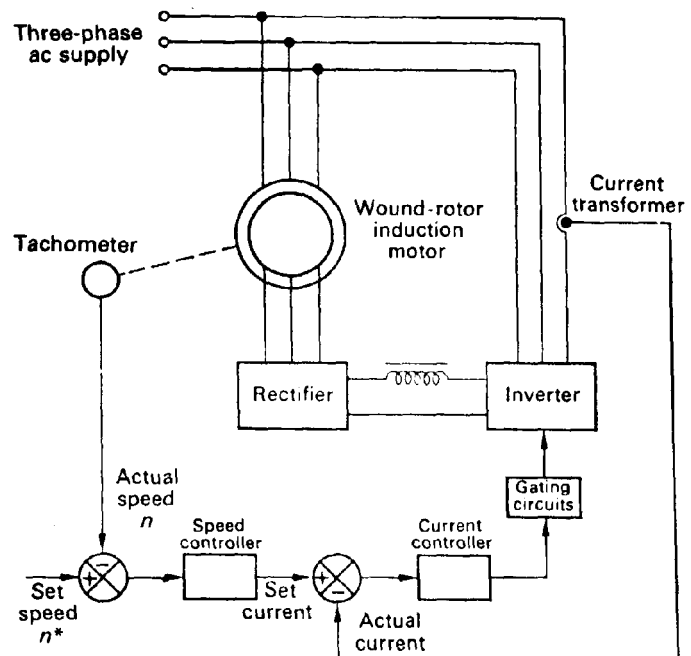 Three-phase
ac supply
Current
transformer
Wound-rotor
induction
motor
Tachometer
Rectifier
Inverter
Actual
speed
n
Gating
circuits
Speed
controller
Current
controller
+
−
Set
speed
n*
Set
current
+
−
Actual
current